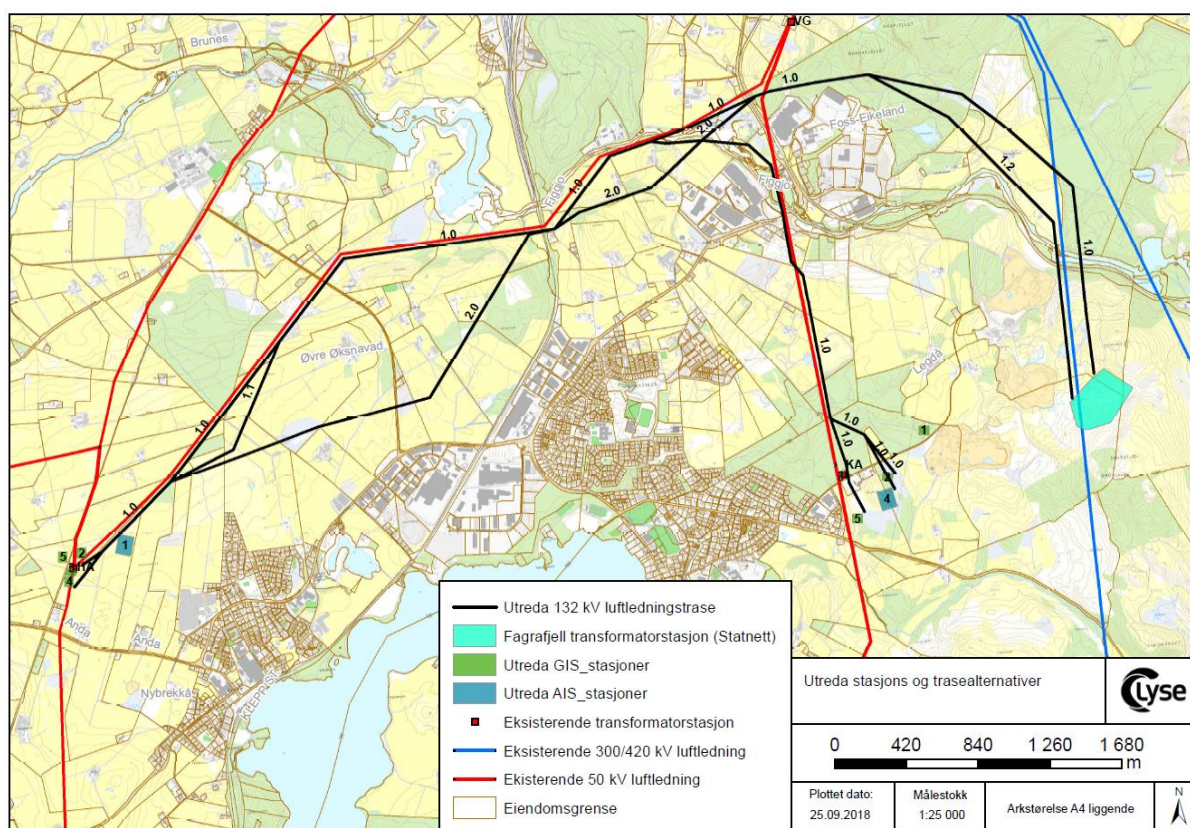 VG
Brunes
1.0
1.0
Foss-Eikeland
2.0
1.2
Figgjo
Figgjo
1.0
2.0
1.0
1.0
2.0
Øvre Øksnavad
1.0
Legdå
1.1
1.0
1.0
1.0
1
1.0
1.0
KA
4
1.0
5
1
5
2
4
Anda
Anda
Nybrekkå
KLEPP ST
Utreda 132 kV luftledningstrase
Fagrafjell transformatorstasjon (Statnett)
Utreda GIS_stasjoner
Utreda AIS_stasjoner
Eksisterende transformatorstasjon
Eksisterende 300/420 kV luftledning
Ekisterende 50 kV luftledning
Eiendomsgrense
Utreda stasjons og trasealternativer
Lyse
0 420 840 1 260 1 680
m
Plottet dato:
25.09.2018
Målestokk
1:25 000
Arkstørelse A4 liggende
N